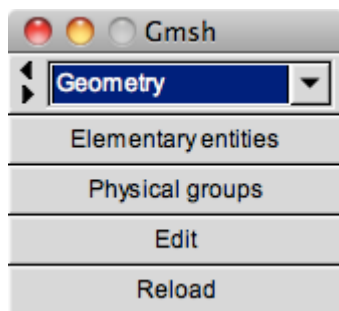 Gmsh
Geometry
Elementary entities
Physical groups
Edit
Reload